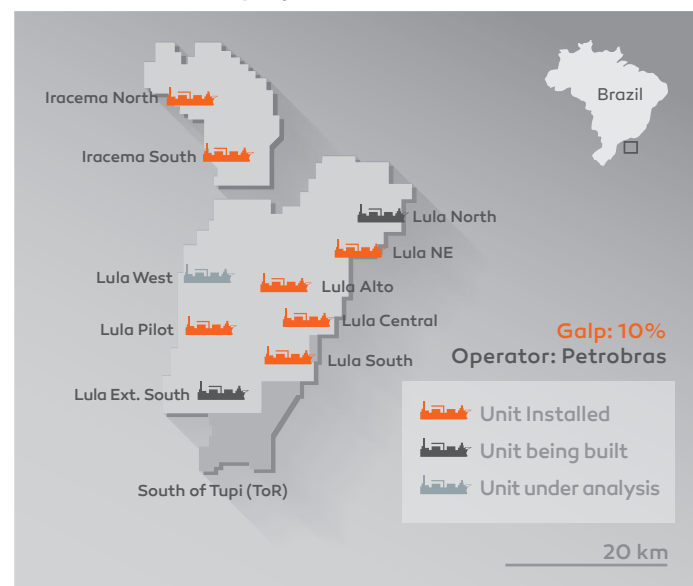 Iracema North
Brazil
Iracema South
Lula North
Lula NE
Lula West
Lula Alto
Lula Pilot
Lula Central
Galp: 10%
Operator: Petrobras
Lula South
Lula Ext. South
Unit Installed
Unit being built
Unit under analysis
South of Tupi (ToR)
20 km